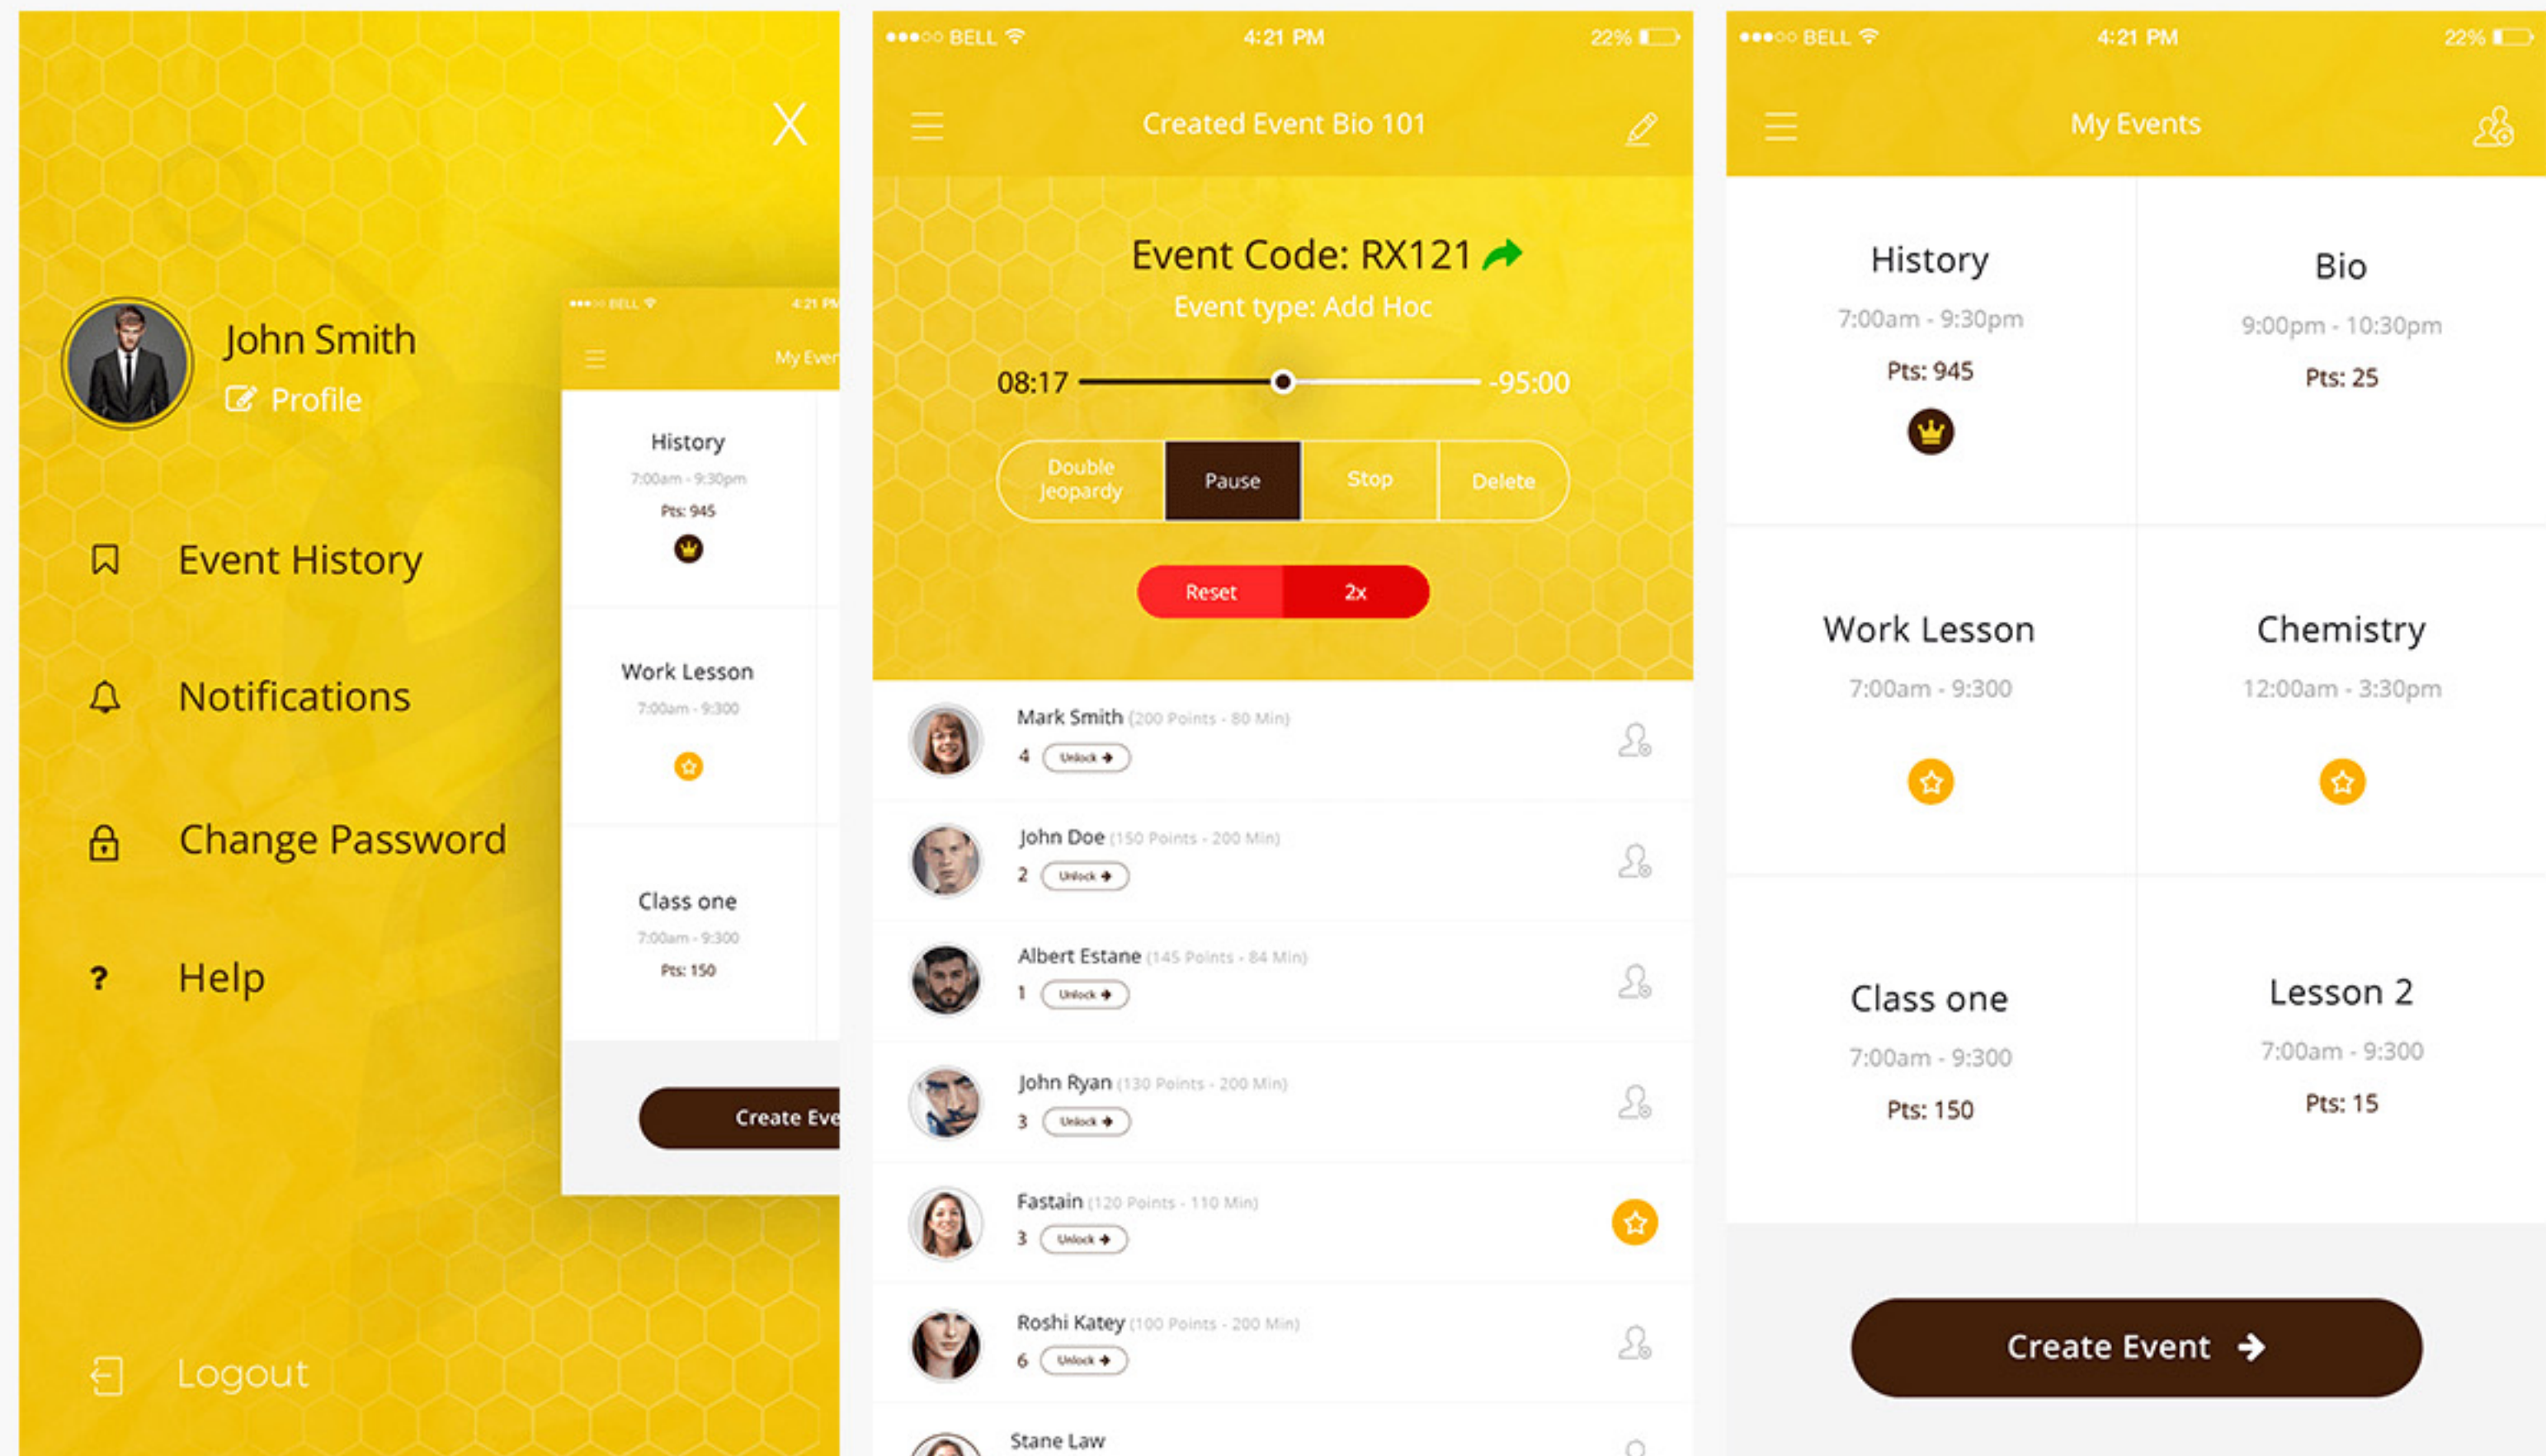 X
John Smith
Profile
Event History
Notifications
Change Password
? Help
Logout
BELL 4:21 PM
My Even
History
7:00am - 9:30pm
Pts: 945
Work Lesson
7:00am - 9:300
Class one
7:00am - 9:300
Pts: 150
Create Eve
BELL 4:21 PM 22%
Created Event Bio 101
Event Code: RX121
Event type: Add Hoc
08:17 -95:00
Double Jeopardy Pause Stop Delete
Reset 2x
Mark Smith (200 Points - 80 Min)
4 Unlock
John Doe (150 Points - 200 Min)
2 Unlock
Albert Estane (145 Points - 84 Min)
1 Unlock
John Ryan (130 Points - 200 Min)
3 Unlock
Fastain (120 Points - 110 Min)
3 Unlock
Roshi Katey (100 Points - 200 Min)
6 Unlock
Stane Law
BELL 4:21 PM 22%
My Events
History
7:00am - 9:30pm
Pts: 945
Bio
9:00pm - 10:30pm
Pts: 25
Work Lesson
7:00am - 9:300
Chemistry
12:00am - 3:30pm
Class one
7:00am - 9:300
Pts: 150
Lesson 2
7:00am - 9:300
Pts: 15
Create Event